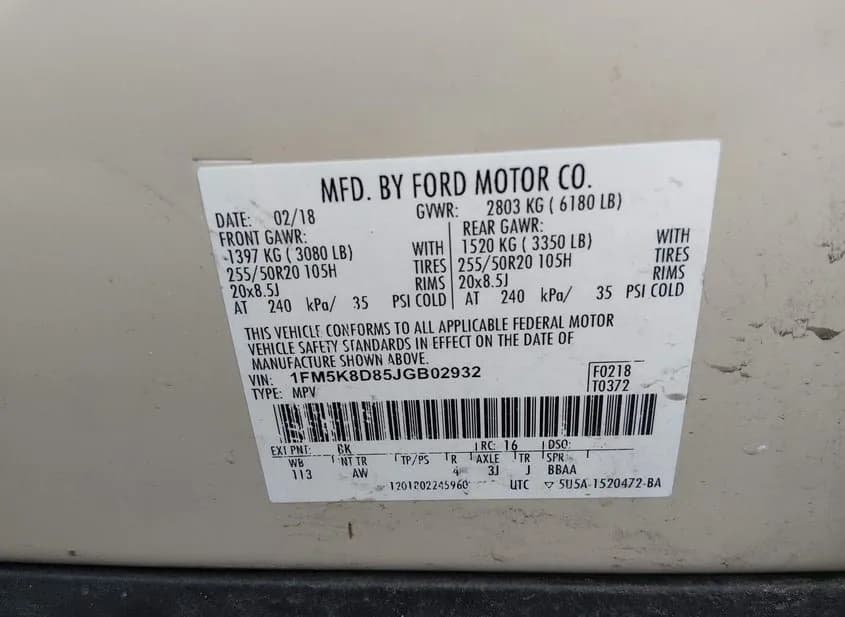 MFD. BY FORD MOTOR CO.
DATE: 02/18 GVWR: 2803 KG ( 6180 LB)
FRONT GAWR: REAR GAWR:
1397 KG ( 3080 LB) WITH 1520 KG ( 3350 LB) WITH
255/50R20 105H TIRES 255/50R20 105H TIRES
20x8.5J RIMS 20x8.5J RIMS
AT 240 kPa/ 35 PSI COLD AT 240 kPa/ 35 PSI COLD
THIS VEHICLE CONFORMS TO ALL APPLICABLE FEDERAL MOTOR
VEHICLE SAFETY STANDARDS IN EFFECT ON THE DATE OF
MANUFACTURE SHOWN ABOVE.
VIN: 1FM5K8D85JGB02932 F0218
TYPE: MPV T0372
EXT PNT: RC: 16 DSO:
WB INT TR TP/PS R AXLE TR SPR
113 AW 4 3J J BBAA
UTC ▽ 5U5A-1520472-BA